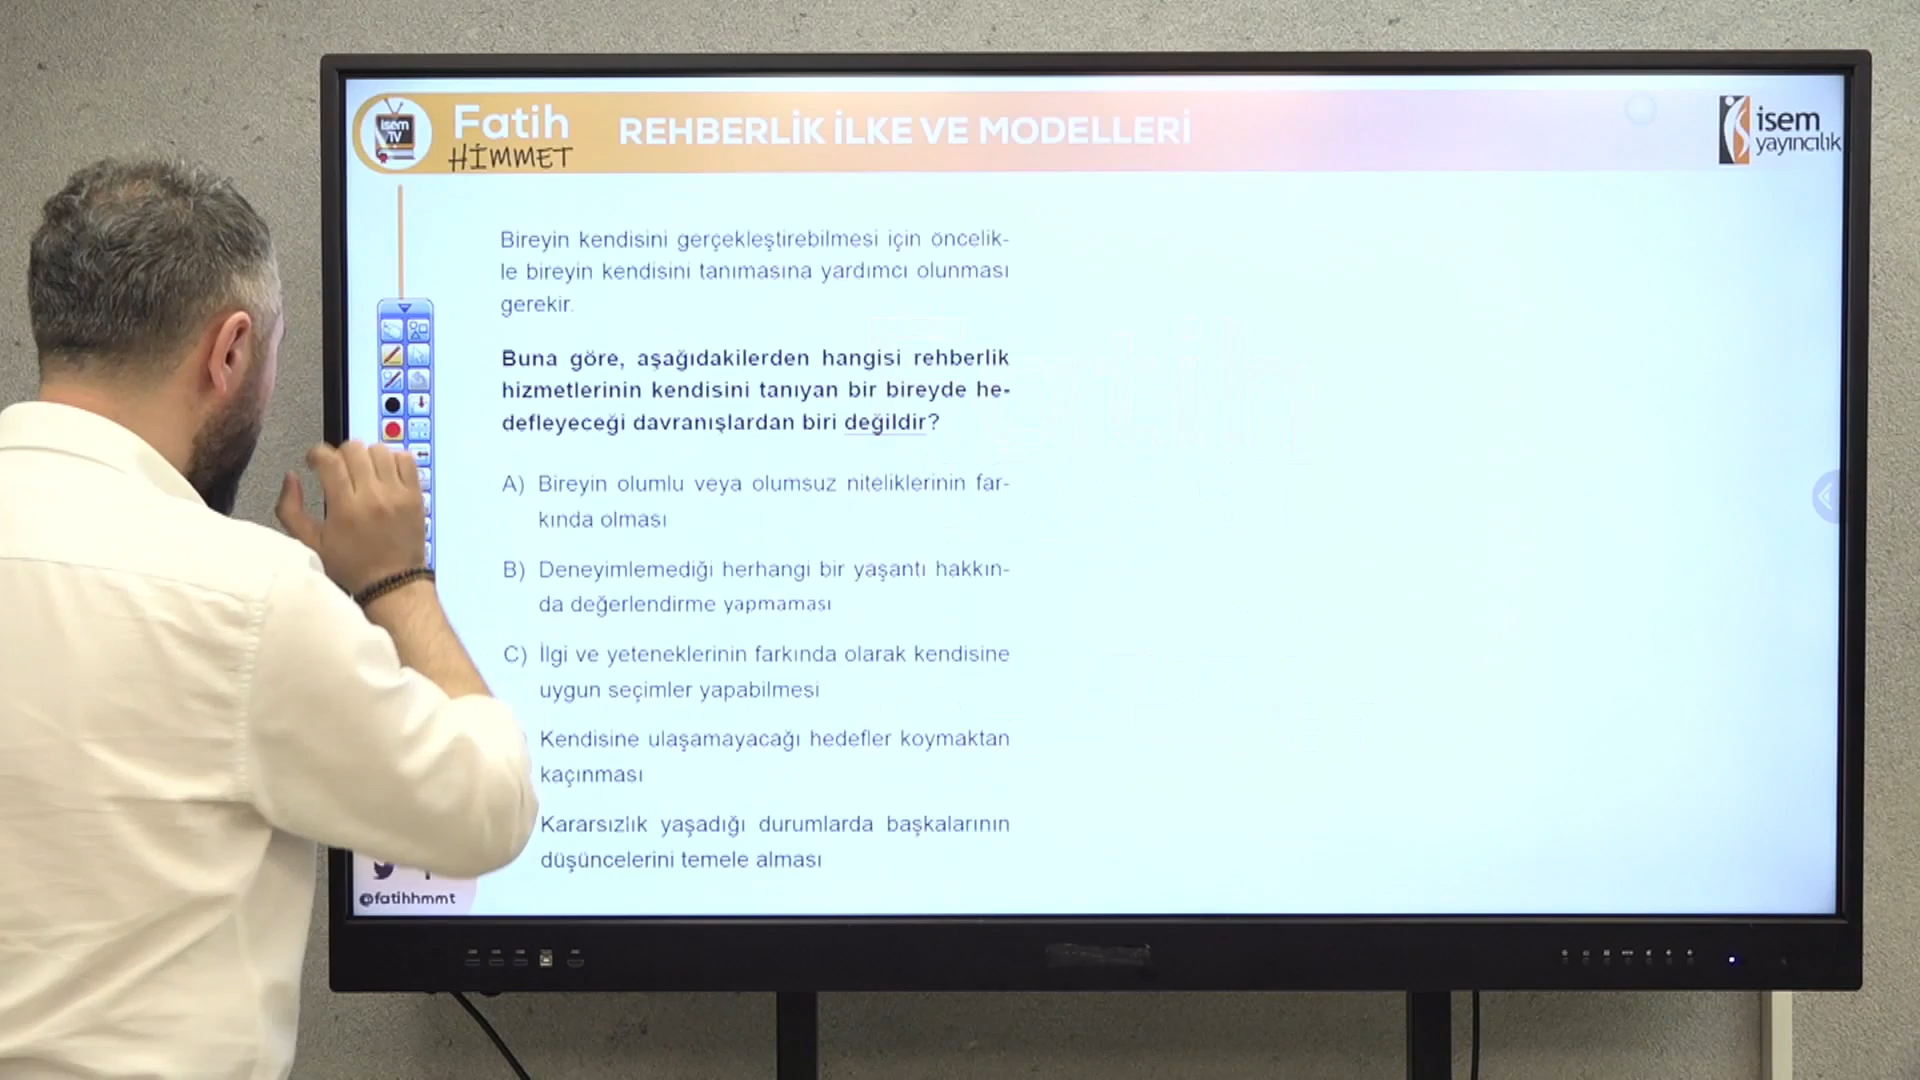 isem
TV
Fatih
HİMMET
REHBERLİK İLKE VE MODELLERİ
isem
yayıncılık
Bireyin kendisini gerçekleştirebilmesi için öncelik-
le bireyin kendisini tanımasına yardımcı olunması
gerekir.
Buna göre, aşağıdakilerden hangisi rehberlik
hizmetlerinin kendisini tanıyan bir bireyde he-
defleyeceği davranışlardan biri değildir?
A) Bireyin olumlu veya olumsuz niteliklerinin far-
kında olması
B) Deneyimlemediği herhangi bir yaşantı hakkın-
da değerlendirme yapmaması
C) İlgi ve yeteneklerinin farkında olarak kendisine
uygun seçimler yapabilmesi
Kendisine ulaşamayacağı hedefler koymaktan
kaçınması
Kararsızlık yaşadığı durumlarda başkalarının
düşüncelerini temele alması
@fatihhmmt